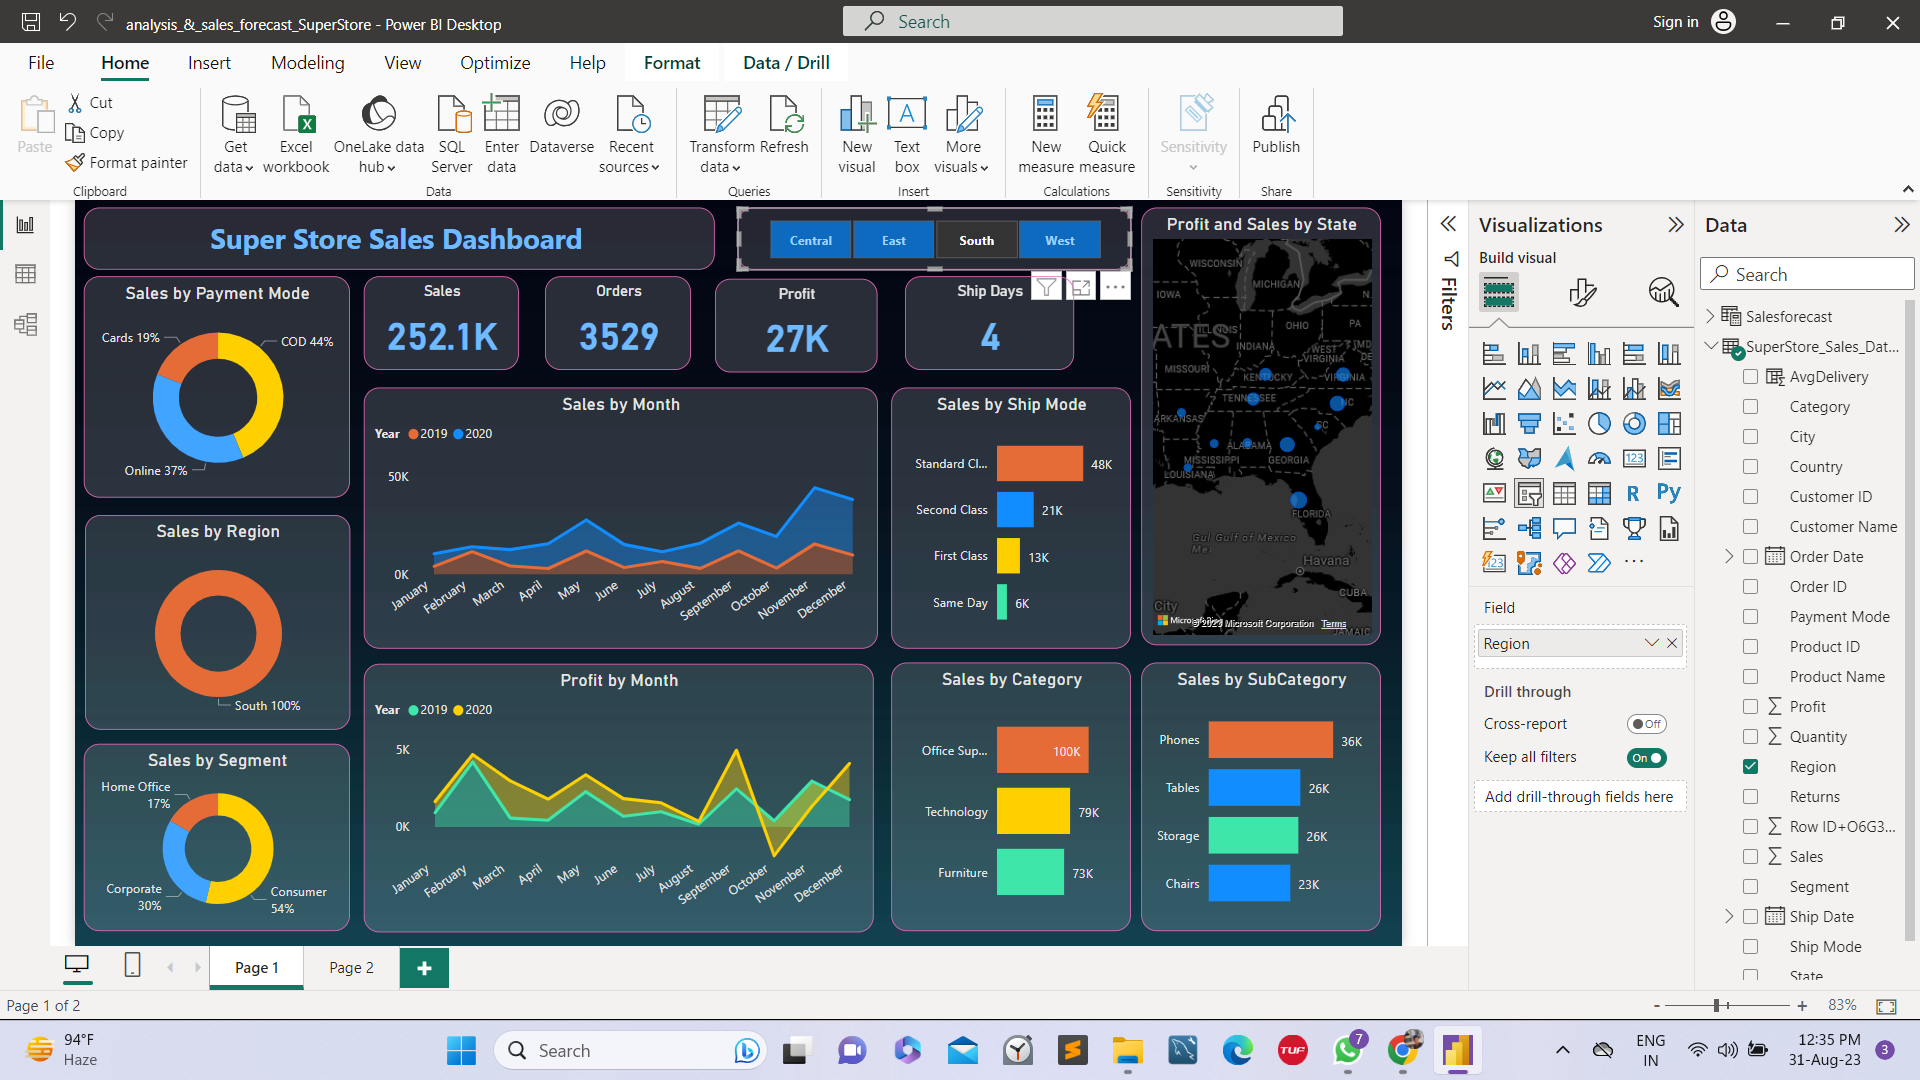 analysis_&_sales_forecast_SuperStore - Power BI Desktop
Search
Sign in
File Home Insert Modeling View Optimize Help Format Data / Drill
Paste
Cut
Copy
Format painter
Clipboard
Get data
Excel workbook
OneLake data hub
SQL Server
Enter data
Dataverse
Recent sources
Data
Transform data
Refresh
Queries
New visual
Text box
More visuals
Insert
New measure
Quick measure
Calculations
Sensitivity
Sensitivity
Publish
Share
Super Store Sales Dashboard
Central East South West
Sales by Payment Mode
Cards 19%
COD 44%
Online 37%
Sales
252.1K
Orders
3529
Profit
27K
Ship Days
4
Sales by Region
South 100%
Sales by Segment
Home Office
17%
Corporate
30%
Consumer
54%
Sales by Month
Year 2019 2020
50K
0K
January February March April May June July August September October November December
Profit by Month
Year 2019 2020
5K
0K
January February March April May June July August September October November December
Sales by Ship Mode
Standard Cl... 48K
Second Class 21K
First Class 13K
Same Day 6K
Sales by Category
Office Sup... 100K
Technology 79K
Furniture 73K
Profit and Sales by State
WISCONSIN
MICHIGAN
IOWA
ATES
ILLINOIS
INDIANA
OHIO
PA
MD
WEST
VIRGINIA
MISSOURI
KENTUCKY
VIRGINIA
TENNESSEE
NC
ARKANSAS
SC
ALABAMA
MISSISSIPPI
GEORGIA
LOUISIANA
FLORIDA
Gulf of Mexico
Havana
CUBA
City
© 2023 Microsoft Corporation Terms
JAMAIC
Sales by SubCategory
Phones 36K
Tables 26K
Storage 26K
Chairs 23K
Filters
Visualizations
Build visual
123
R
Py
123
Field
Region
Drill through
Cross-report Off
Keep all filters On
Add drill-through fields here
Data
Search
Salesforecast
SuperStore_Sales_Dat...
AvgDelivery
Category
City
Country
Customer ID
Customer Name
Order Date
Order ID
Payment Mode
Product ID
Product Name
Profit
Quantity
Region
Returns
Row ID+O6G3...
Sales
Segment
Ship Date
Ship Mode
State
Page 1
Page 2
+
Page 1 of 2
- + 83%
94°F
Haze
Search
TUF
7
ENG
IN
12:35 PM
31-Aug-23
3